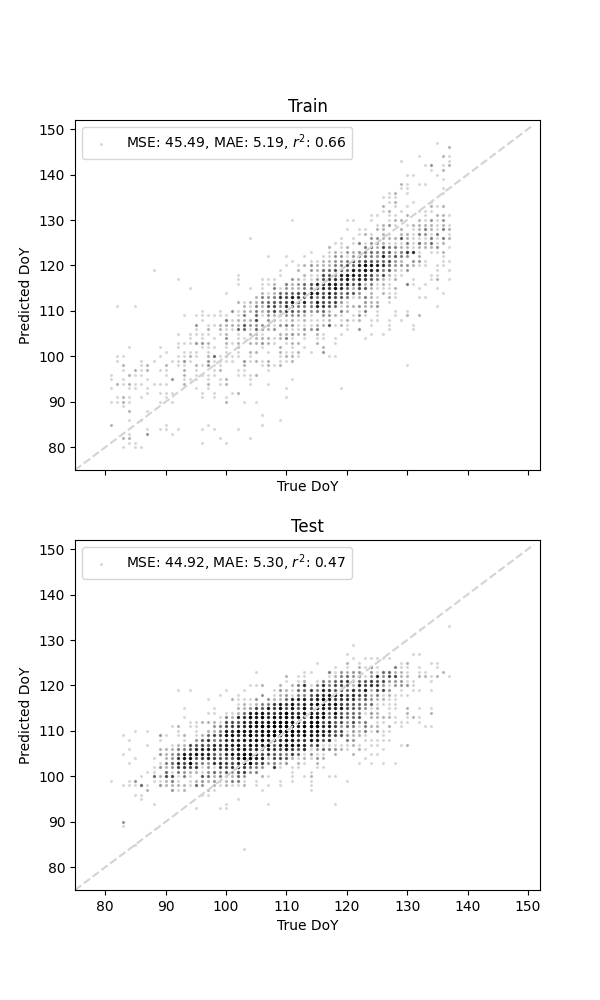 Train
MSE: 45.49, MAE: 5.19, r²: 0.66
150
140
130
120
110
100
90
80
Predicted DoY
True DoY
Test
MSE: 44.92, MAE: 5.30, r²: 0.47
150
140
130
120
110
100
90
80
Predicted DoY
80 90 100 110 120 130 140 150
True DoY